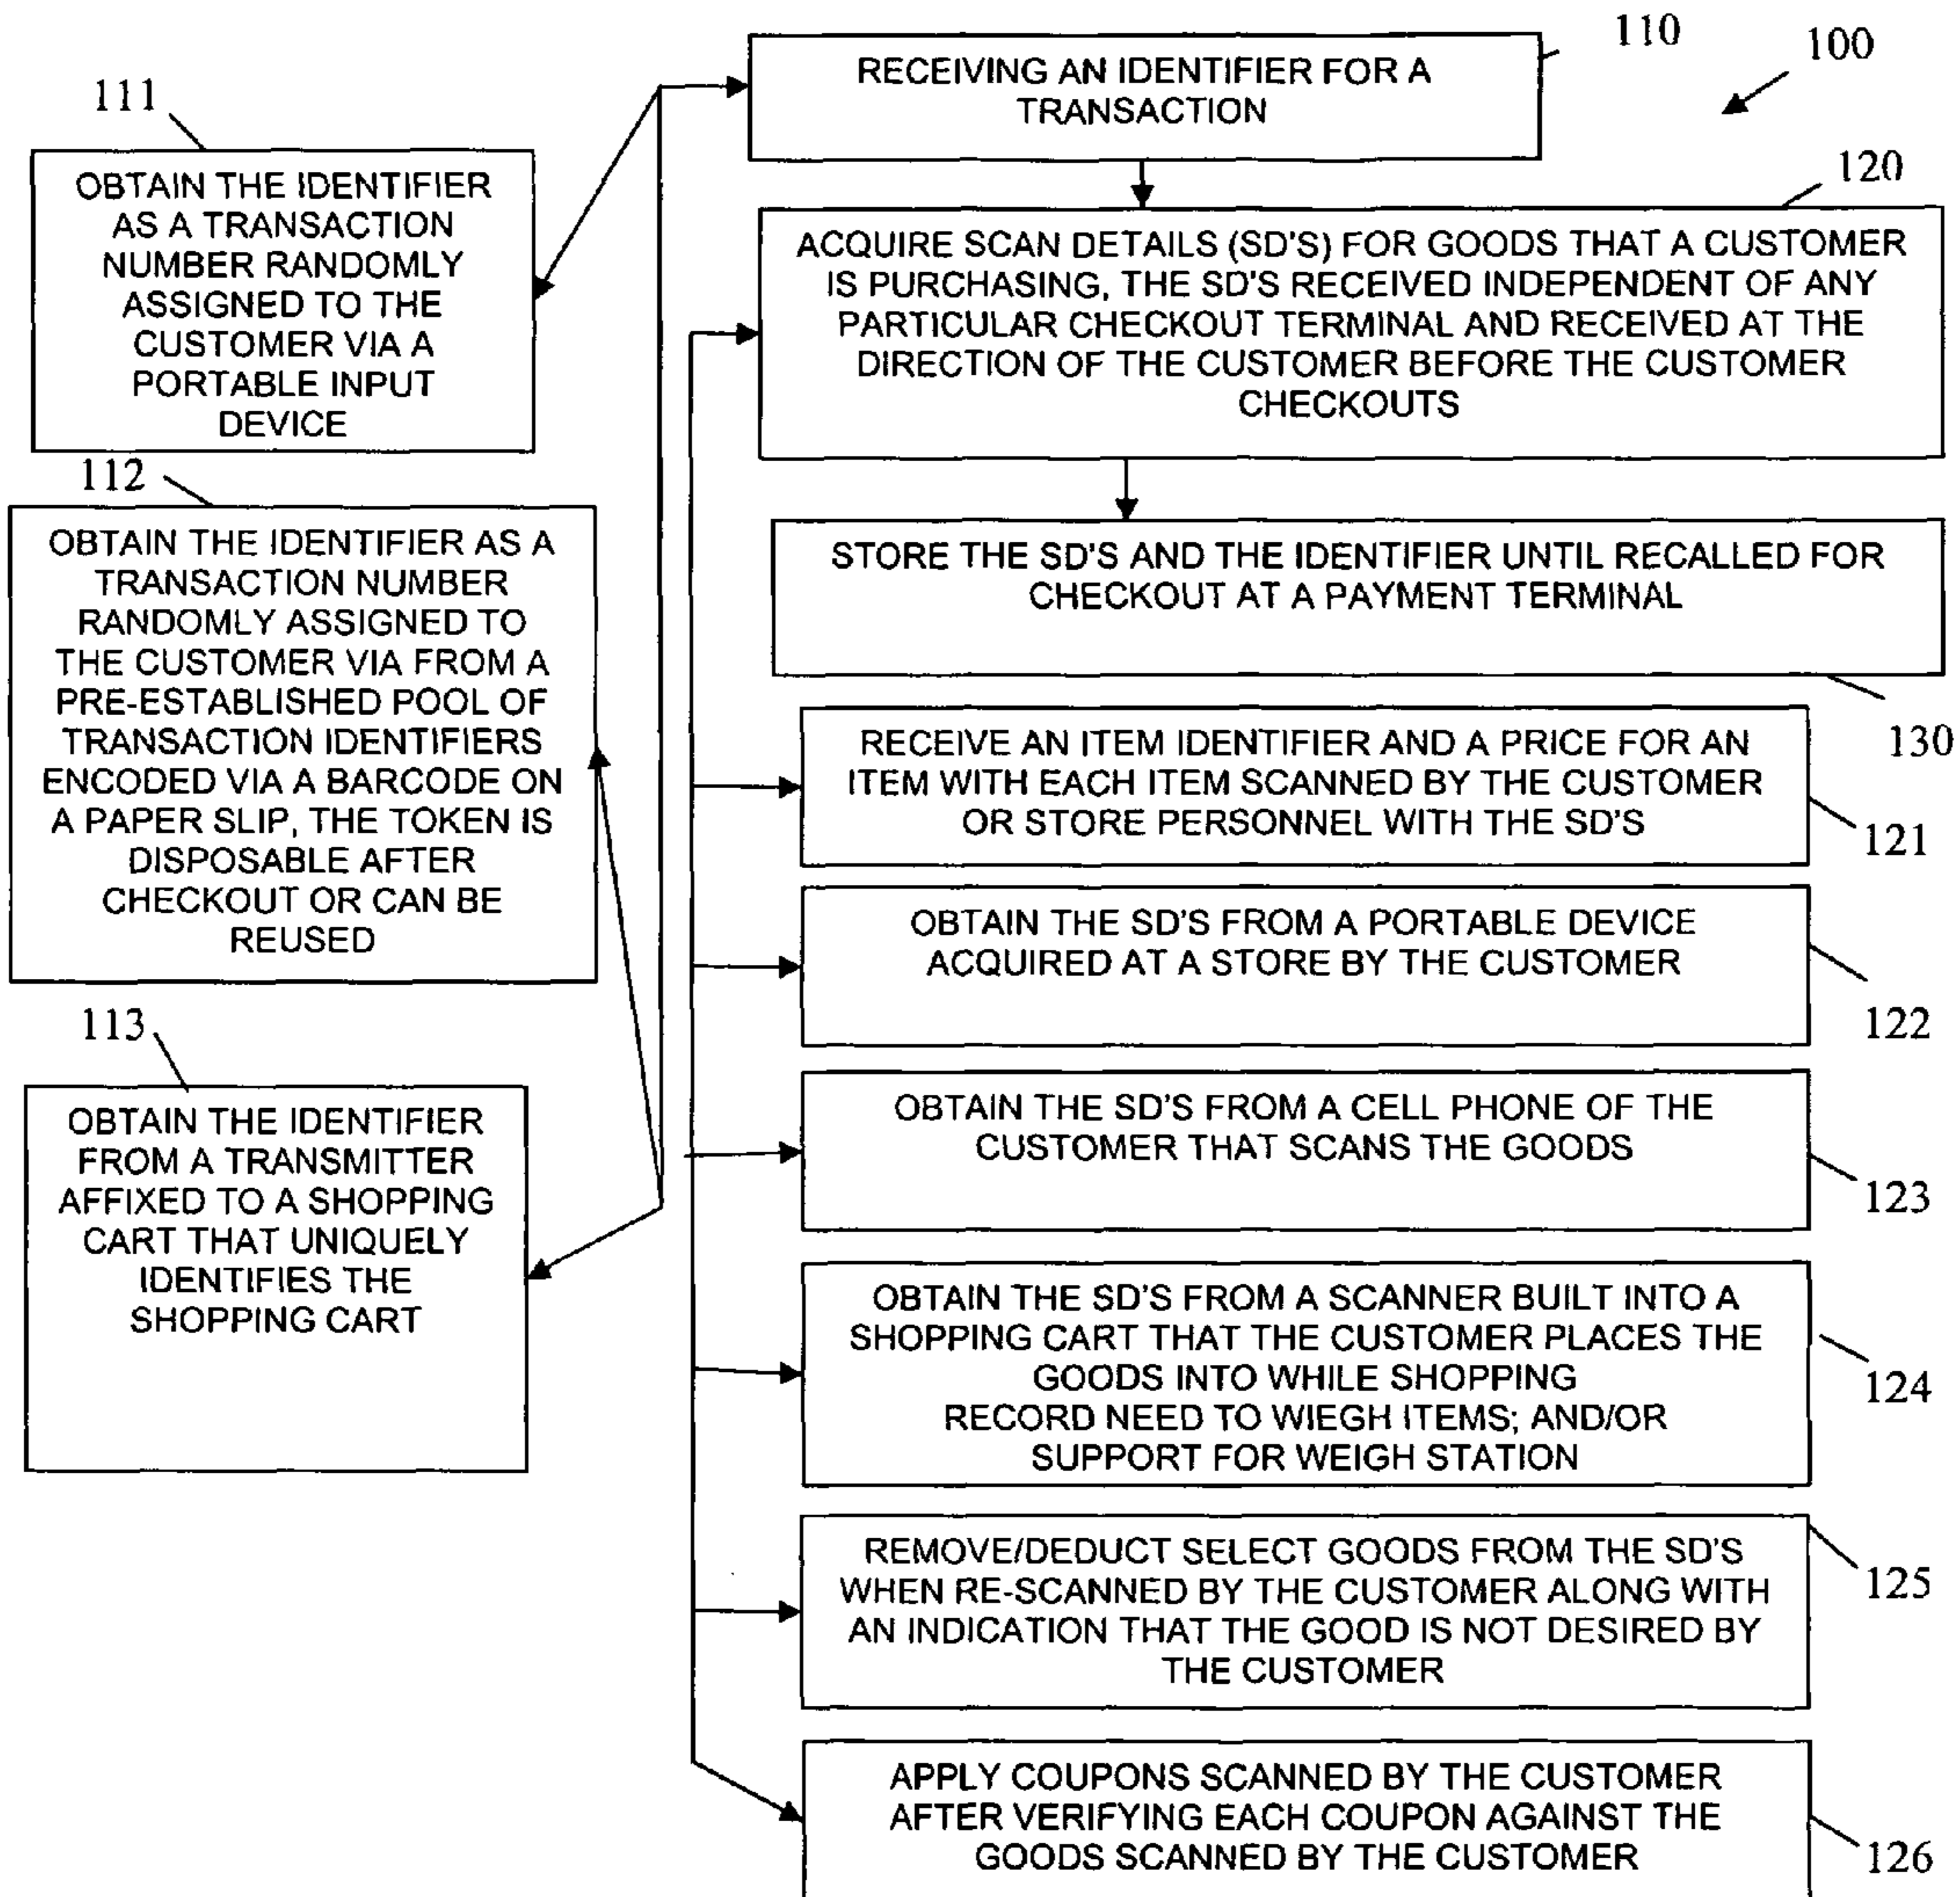 110
100
RECEIVING AN IDENTIFIER FOR A
TRANSACTION
111
OBTAIN THE IDENTIFIER
AS A TRANSACTION
NUMBER RANDOMLY
ASSIGNED TO THE
CUSTOMER VIA A
PORTABLE INPUT
DEVICE
120
ACQUIRE SCAN DETAILS (SD'S) FOR GOODS THAT A CUSTOMER
IS PURCHASING, THE SD'S RECEIVED INDEPENDENT OF ANY
PARTICULAR CHECKOUT TERMINAL AND RECEIVED AT THE
DIRECTION OF THE CUSTOMER BEFORE THE CUSTOMER
CHECKOUTS
112
OBTAIN THE IDENTIFIER AS A
TRANSACTION NUMBER
RANDOMLY ASSIGNED TO
THE CUSTOMER VIA FROM A
PRE-ESTABLISHED POOL OF
TRANSACTION IDENTIFIERS
ENCODED VIA A BARCODE ON
A PAPER SLIP, THE TOKEN IS
DISPOSABLE AFTER
CHECKOUT OR CAN BE
REUSED
STORE THE SD'S AND THE IDENTIFIER UNTIL RECALLED FOR
CHECKOUT AT A PAYMENT TERMINAL
130
RECEIVE AN ITEM IDENTIFIER AND A PRICE FOR AN
ITEM WITH EACH ITEM SCANNED BY THE CUSTOMER
OR STORE PERSONNEL WITH THE SD'S
121
OBTAIN THE SD'S FROM A PORTABLE DEVICE
ACQUIRED AT A STORE BY THE CUSTOMER
122
113
OBTAIN THE IDENTIFIER
FROM A TRANSMITTER
AFFIXED TO A SHOPPING
CART THAT UNIQUELY
IDENTIFIES THE
SHOPPING CART
OBTAIN THE SD'S FROM A CELL PHONE OF THE
CUSTOMER THAT SCANS THE GOODS
123
OBTAIN THE SD'S FROM A SCANNER BUILT INTO A
SHOPPING CART THAT THE CUSTOMER PLACES THE
GOODS INTO WHILE SHOPPING
RECORD NEED TO WIEGH ITEMS; AND/OR
SUPPORT FOR WEIGH STATION
124
REMOVE/DEDUCT SELECT GOODS FROM THE SD'S
WHEN RE-SCANNED BY THE CUSTOMER ALONG WITH
AN INDICATION THAT THE GOOD IS NOT DESIRED BY
THE CUSTOMER
125
APPLY COUPONS SCANNED BY THE CUSTOMER
AFTER VERIFYING EACH COUPON AGAINST THE
GOODS SCANNED BY THE CUSTOMER
126